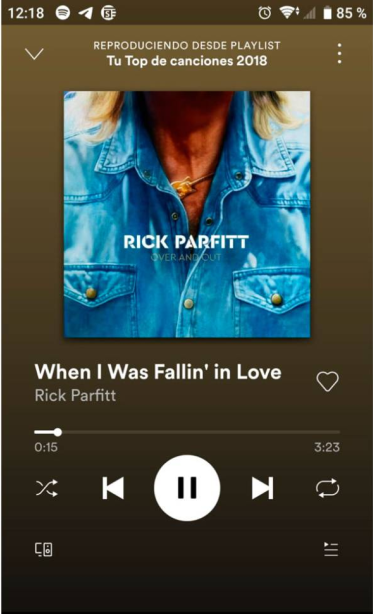 12:18 85 %
REPRODUCIENDO DESDE PLAYLIST
Tu Top de canciones 2018
RICK PARFITT
OVER AND OUT
When I Was Fallin' in Love
Rick Parfitt
0:15 3:23